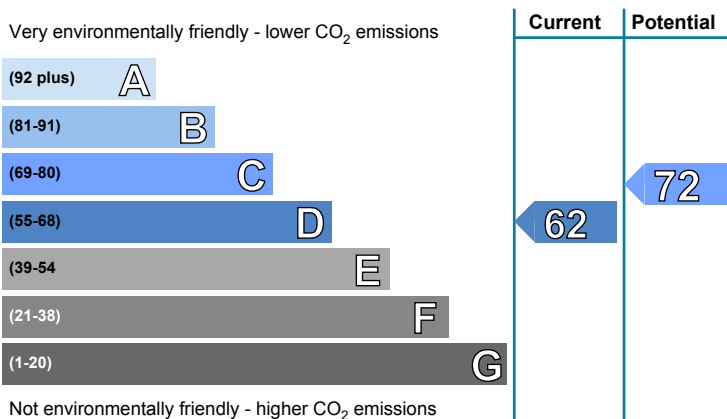 Very environmentally friendly - lower CO2 emissions
Current
Potential
(92 plus) A
(81-91) B
(69-80) C
72
(55-68) D
62
(39-54 E
(21-38) F
(1-20) G
Not environmentally friendly - higher CO2 emissions